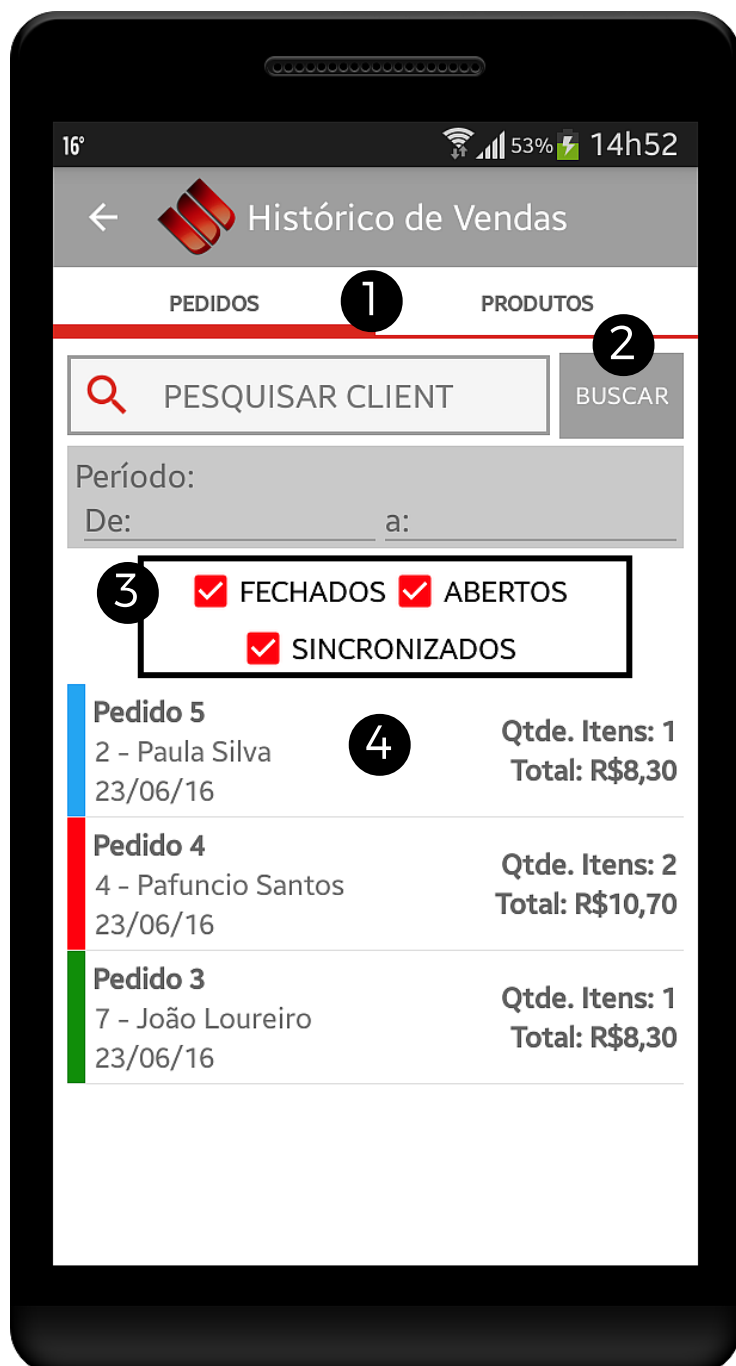 16°
53% 14h52
Histórico de Vendas
PEDIDOS 1 PRODUTOS
2
PESQUISAR CLIENT BUSCAR
Período:
De: a:
3 FECHADOS ABERTOS
SINCRONIZADOS
Pedido 5
2 - Paula Silva
23/06/16
4
Qtde. Itens: 1
Total: R$8,30
Pedido 4
4 - Pafuncio Santos
23/06/16
Qtde. Itens: 2
Total: R$10,70
Pedido 3
7 - João Loureiro
23/06/16
Qtde. Itens: 1
Total: R$8,30